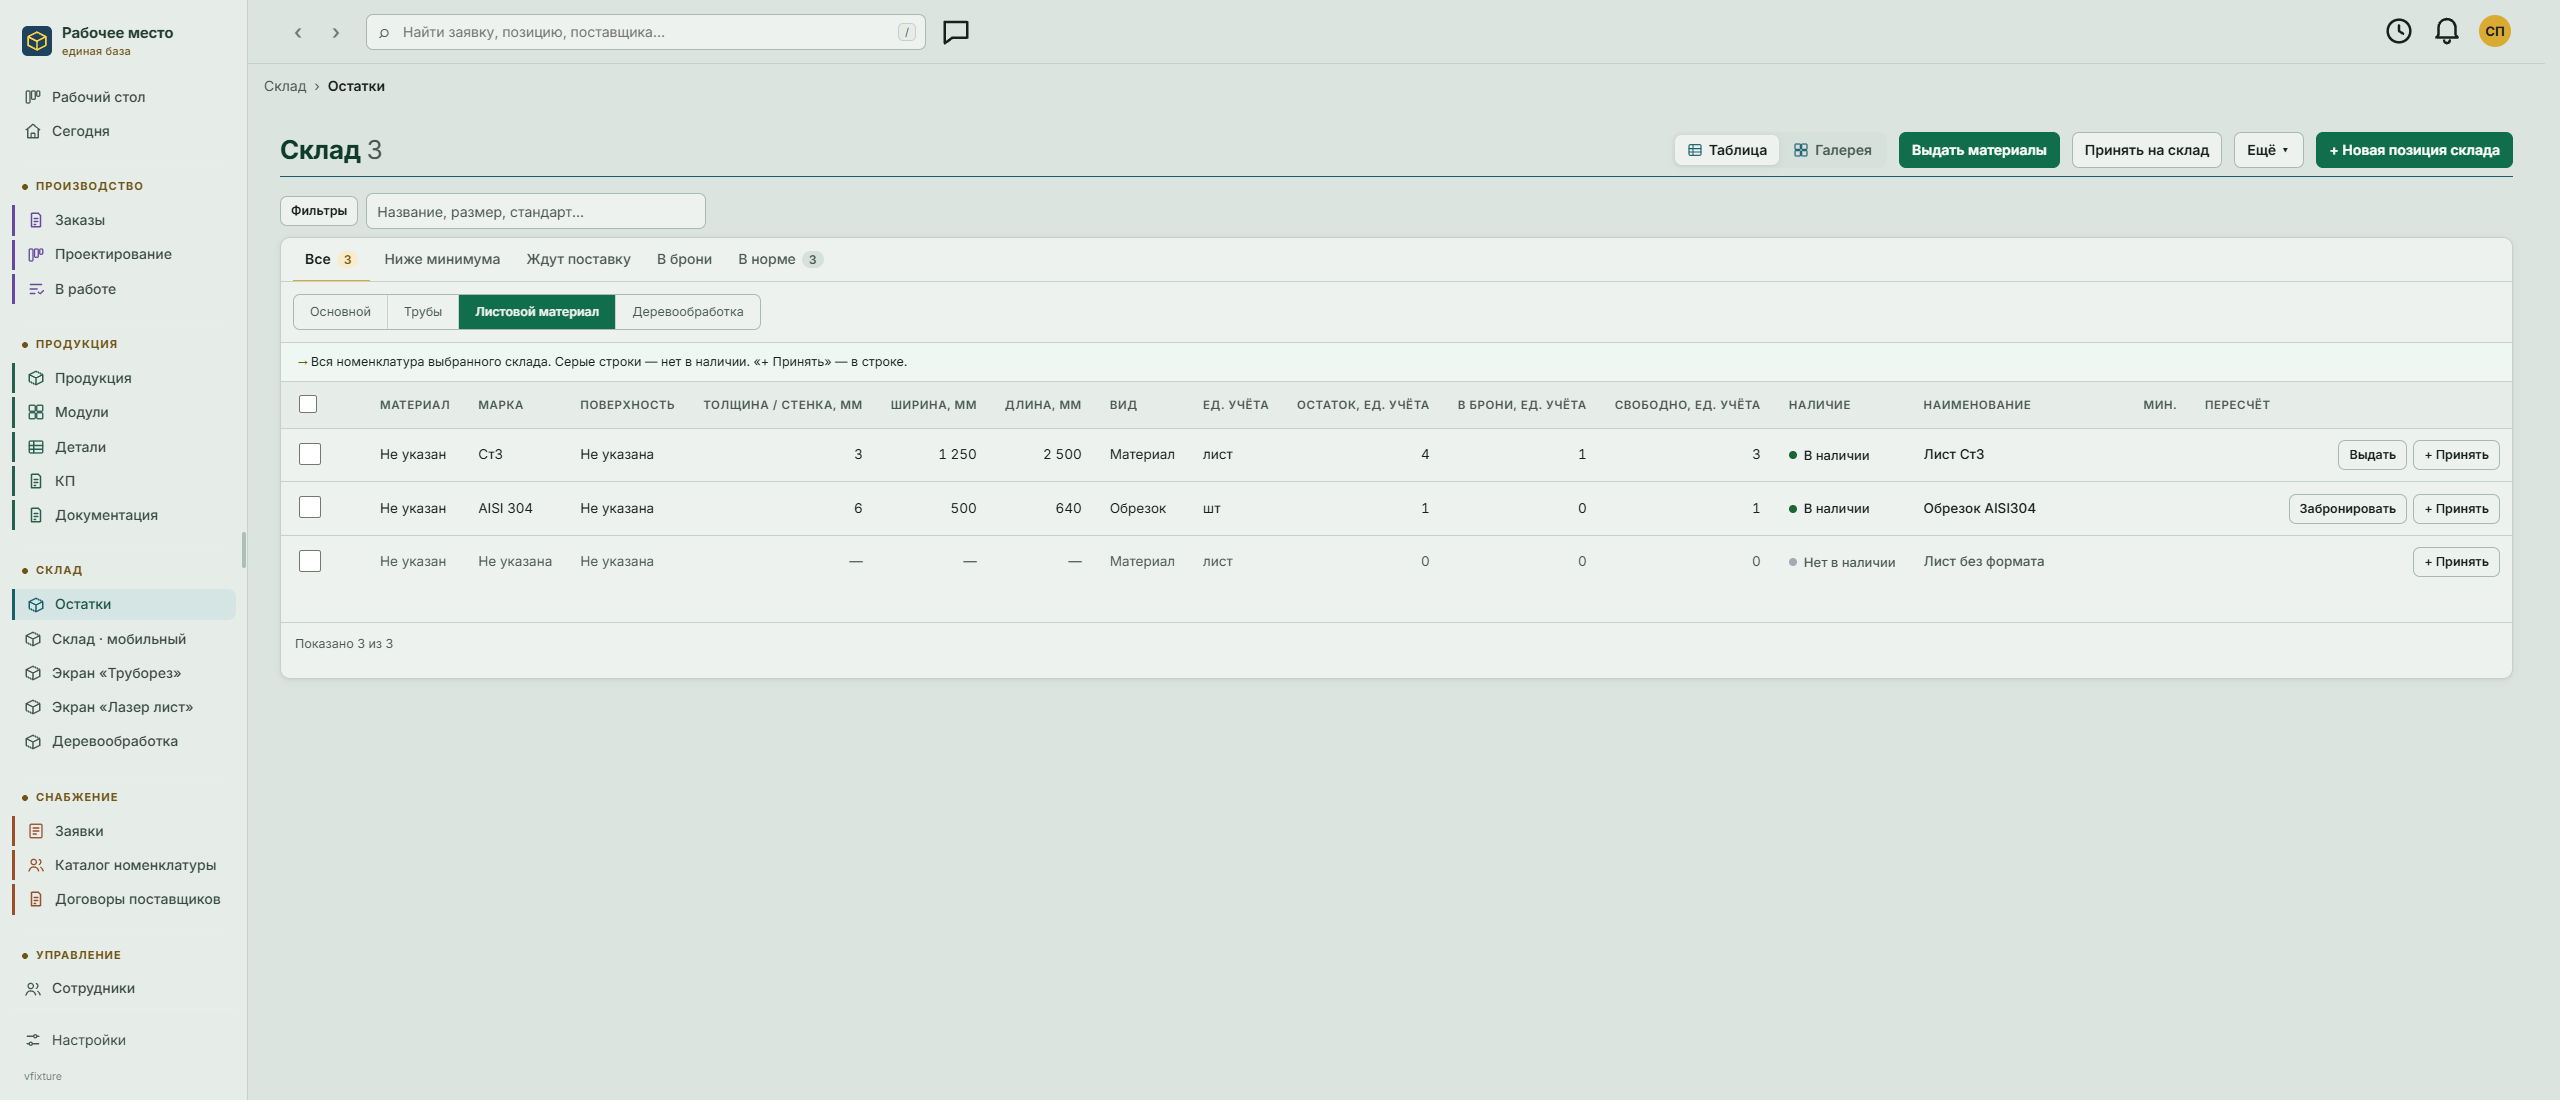 Рабочее место
единая база
Найти заявку, позицию, поставщика... /
СП
Рабочий стол
Сегодня
Склад › Остатки
Склад 3
Таблица Галерея Выдать материалы Принять на склад Ещё ▾ + Новая позиция склада
Фильтры Название, размер, стандарт...
Все 3 Ниже минимума Ждут поставку В брони В норме 3
Основной Трубы Листовой материал Деревообработка
→ Вся номенклатура выбранного склада. Серые строки — нет в наличии. «+ Принять» — в строке.
МАТЕРИАЛ МАРКА ПОВЕРХНОСТЬ ТОЛЩИНА / СТЕНКА, ММ ШИРИНА, ММ ДЛИНА, ММ ВИД ЕД. УЧЁТА ОСТАТОК, ЕД. УЧЁТА В БРОНИ, ЕД. УЧЁТА СВОБОДНО, ЕД. УЧЁТА НАЛИЧИЕ НАИМЕНОВАНИЕ МИН. ПЕРЕСЧЁТ
Не указан Ст3 Не указана 3 1 250 2 500 Материал лист 4 1 3 В наличии Лист Ст3 Выдать + Принять
Не указан AISI 304 Не указана 6 500 640 Обрезок шт 1 0 1 В наличии Обрезок AISI304 Забронировать + Принять
Не указан Не указана Не указана — — — Материал лист 0 0 0 Нет в наличии Лист без формата + Принять
Показано 3 из 3
ПРОИЗВОДСТВО
Заказы
Проектирование
В работе
ПРОДУКЦИЯ
Продукция
Модули
Детали
КП
Документация
СКЛАД
Остатки
Склад · мобильный
Экран «Труборез»
Экран «Лазер лист»
Деревообработка
СНАБЖЕНИЕ
Заявки
Каталог номенклатуры
Договоры поставщиков
УПРАВЛЕНИЕ
Сотрудники
Настройки
vfixture